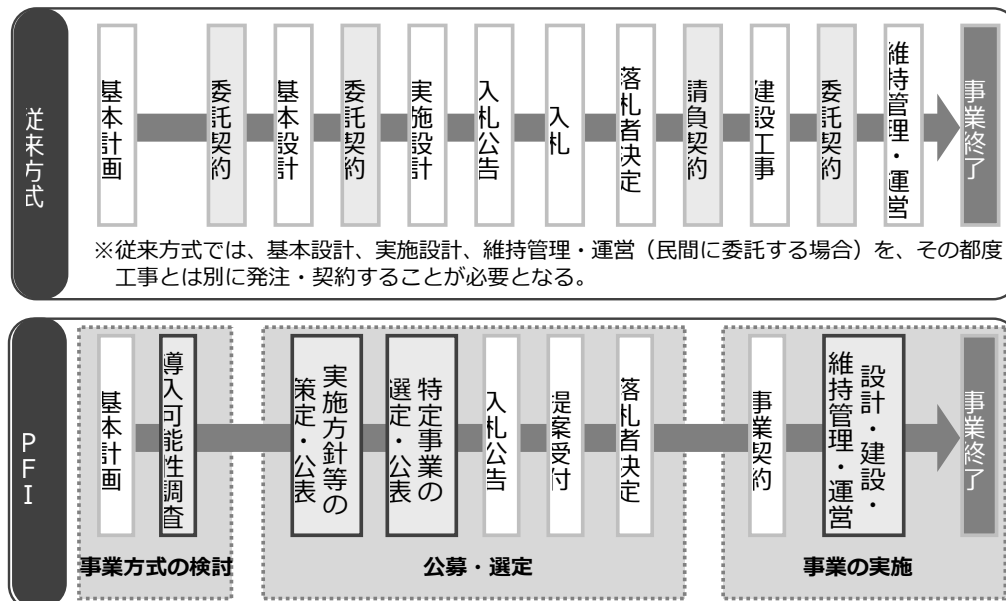 従来方式
基本計画
委託契約
基本設計
委託契約
実施設計
入札公告
入札
落札者決定
請負契約
建設工事
委託契約
維持管理・運営
事業終了
※従来方式では、基本設計、実施設計、維持管理・運営（民間に委託する場合）を、その都度
工事とは別に発注・契約することが必要となる。
PFI
基本計画
導入可能性調査
事業方式の検討
実施方針等の
策定・公表
特定事業の
選定・公表
入札公告
提案受付
落札者決定
公募・選定
事業契約
設計・建設・
維持管理・運営
事業終了
事業の実施